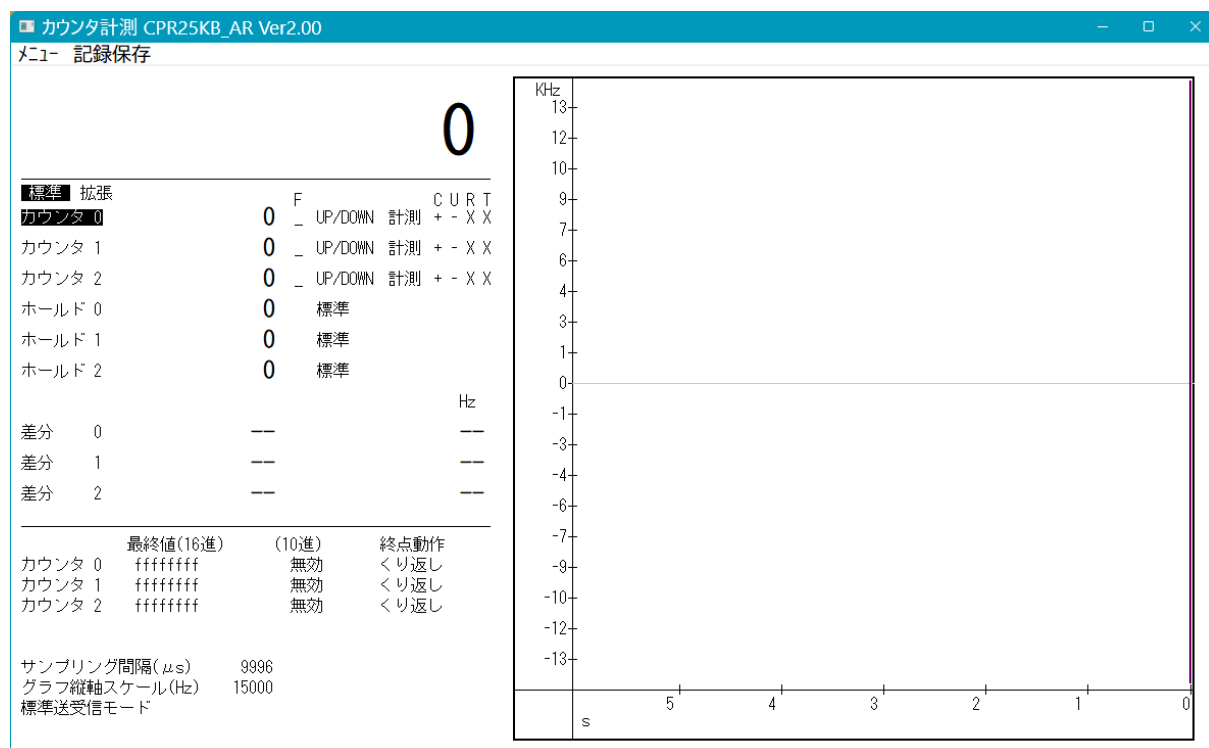 カウンタ計測 CPR25KB_AR Ver2.00
ﾒﾆｭｰ 記録保存
0
標準 拡張 F C U R T
カウンタ 0 0 _ UP/DOWN 計測 + - X X
カウンタ 1 0 _ UP/DOWN 計測 + - X X
カウンタ 2 0 _ UP/DOWN 計測 + - X X
ホールド 0 0 標準
ホールド 1 0 標準
ホールド 2 0 標準
Hz
差分 0 -- --
差分 1 -- --
差分 2 -- --
最終値(16進) (10進) 終点動作
カウンタ 0 ffffffff 無効 くり返し
カウンタ 1 ffffffff 無効 くり返し
カウンタ 2 ffffffff 無効 くり返し
サンプリング間隔(μs) 9996
グラフ縦軸スケール(Hz) 15000
標準送受信モード
KHz
13
12
10
9
7
6
4
3
1
0
-1
-3
-4
-6
-7
-9
-10
-12
-13
5 4 3 2 1 0
s